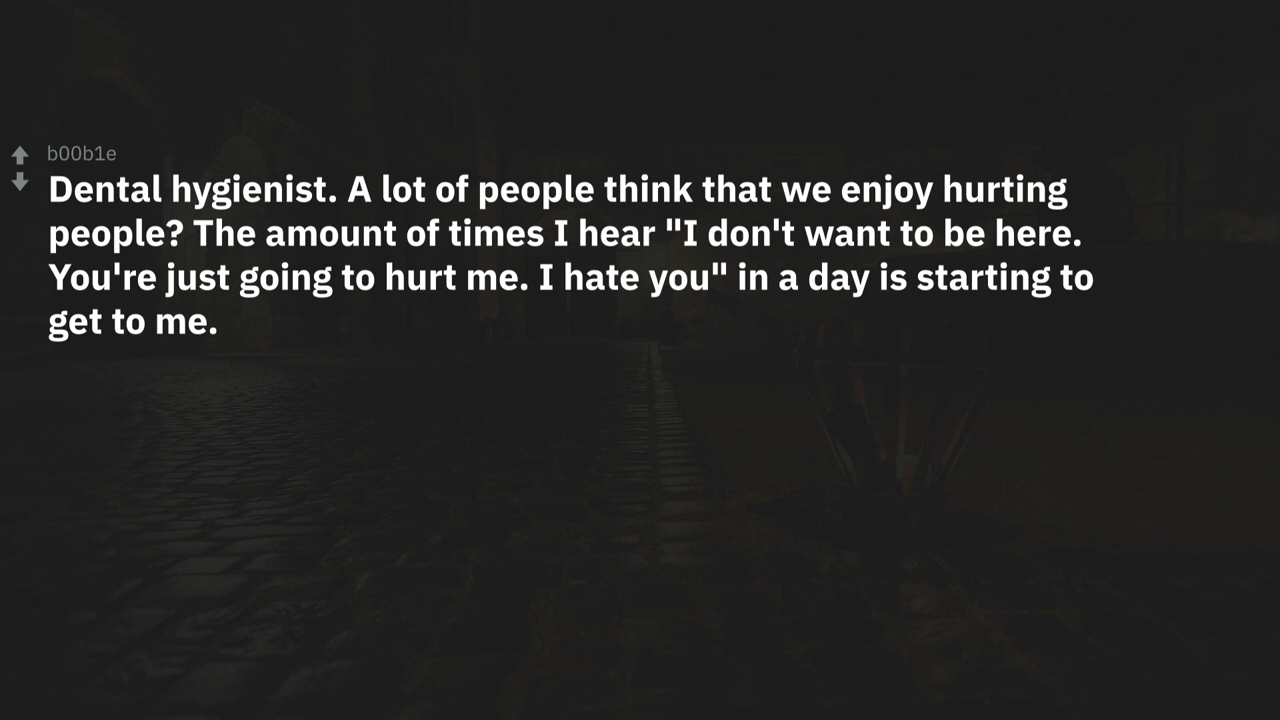 b00b1e
Dental hygienist. A lot of people think that we enjoy hurting
people? The amount of times I hear "I don't want to be here.
You're just going to hurt me. I hate you" in a day is starting to
get to me.